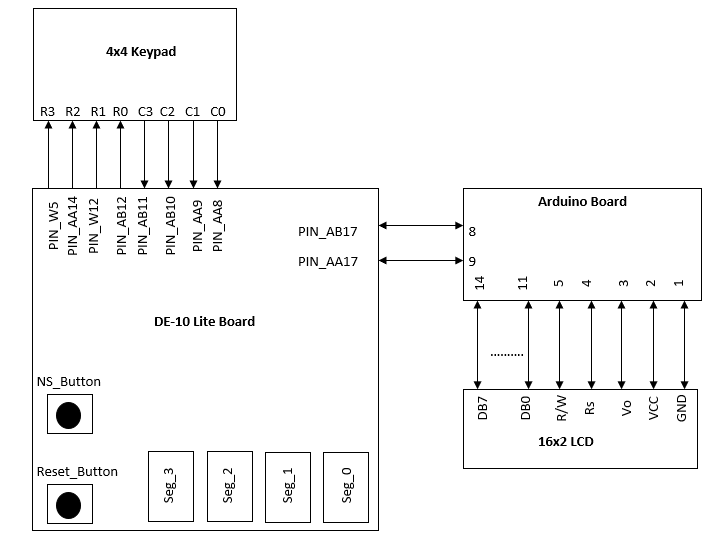 4x4 Keypad
R3 R2 R1 R0 C3 C2 C1 C0
PIN_W5
PIN_AA14
PIN_W12
PIN_AB12
PIN_AB11
PIN_AB10
PIN_AA9
PIN_AA8
PIN_AB17
PIN_AA17
DE-10 Lite Board
NS_Button
Reset_Button
Seg_3
Seg_2
Seg_1
Seg_0
Arduino Board
8
9
14 11 5 4 3 2 1
..........
DB7 DB0 R/W Rs Vo VCC GND
16x2 LCD